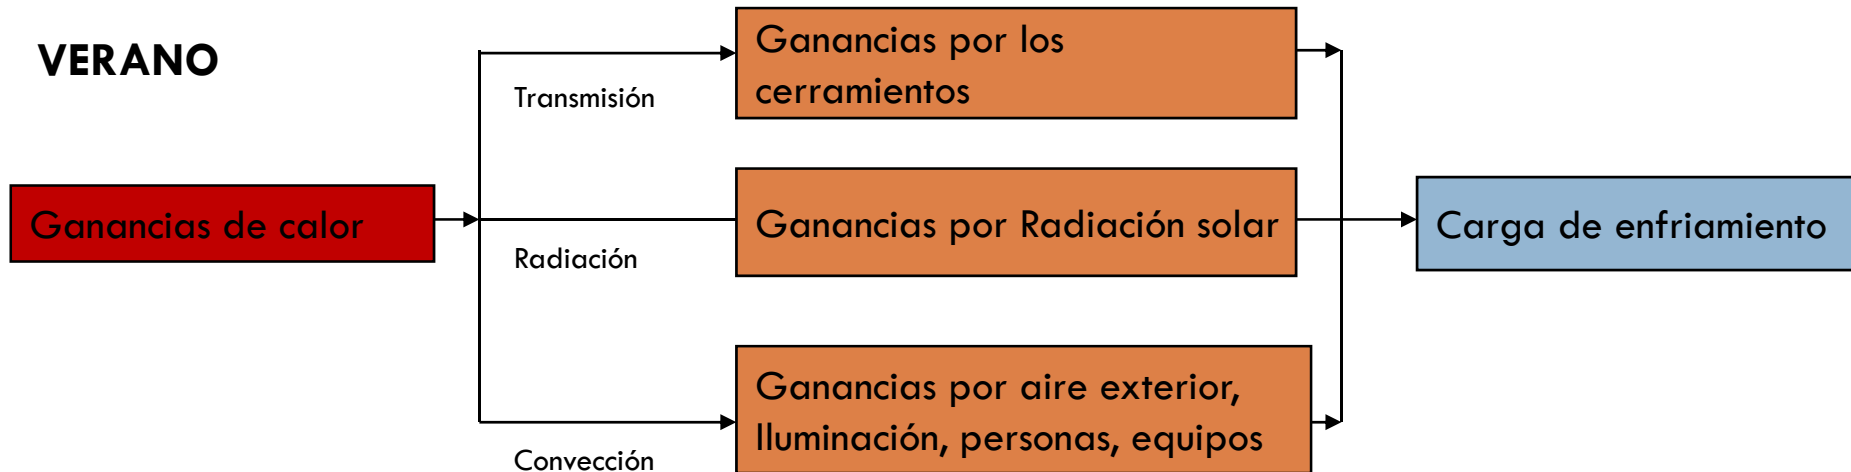 VERANO
Ganancias de calor
Transmisión
Radiación
Convección
Ganancias por los
cerramientos
Ganancias por Radiación solar
Ganancias por aire exterior,
Iluminación, personas, equipos
Carga de enfriamiento